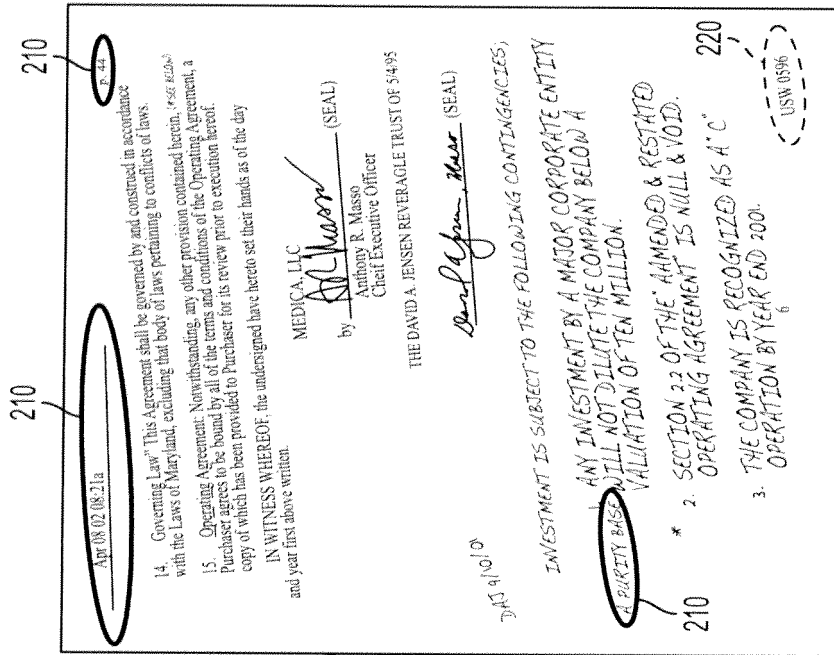 210
210
Apr 08 02 08:21a
p. 44
14. Governing Law" This Agreement shall be governed by and construed in accordance
with the Laws of Maryland, excluding that body of laws pertaining to conflicts of laws.
15. Operating Agreement: Notwithstanding, any other provision contained herein, (*SEE BELOW)
Purchaser agrees to be bound by all of the terms and conditions of the Operating Agreement, a
copy of which has been provided to Purchaser for its review prior to execution hereof.
IN WITNESS WHEREOF, the undersigned have hereto set their hands as of the day
and year first above written.
MEDICA, LLC
by (SEAL)
Anthony R. Masso
Cheif Executive Officer
THE DAVID A. JENSEN REVERAGLE TRUST OF 5/4/95
(SEAL)
DAJ 9/10/01
INVESTMENT IS SUBJECT TO THE FOLLOWING CONTINGENCIES;
1. ANY INVESTMENT BY A MAJOR CORPORATE ENTITY
A PURITY BASE WILL NOT DILUTE THE COMPANY BELOW A
VALUATION OF TEN MILLION.
210
* 2. SECTION 2.2 OF THE "AAMENDED & RESTATED
OPERATING AGREEMENT" IS NULL & VOID.
3. THE COMPANY IS RECOGNIZED AS A "C"
OPERATION BY YEAR END 2001.
6
220
USW 0596